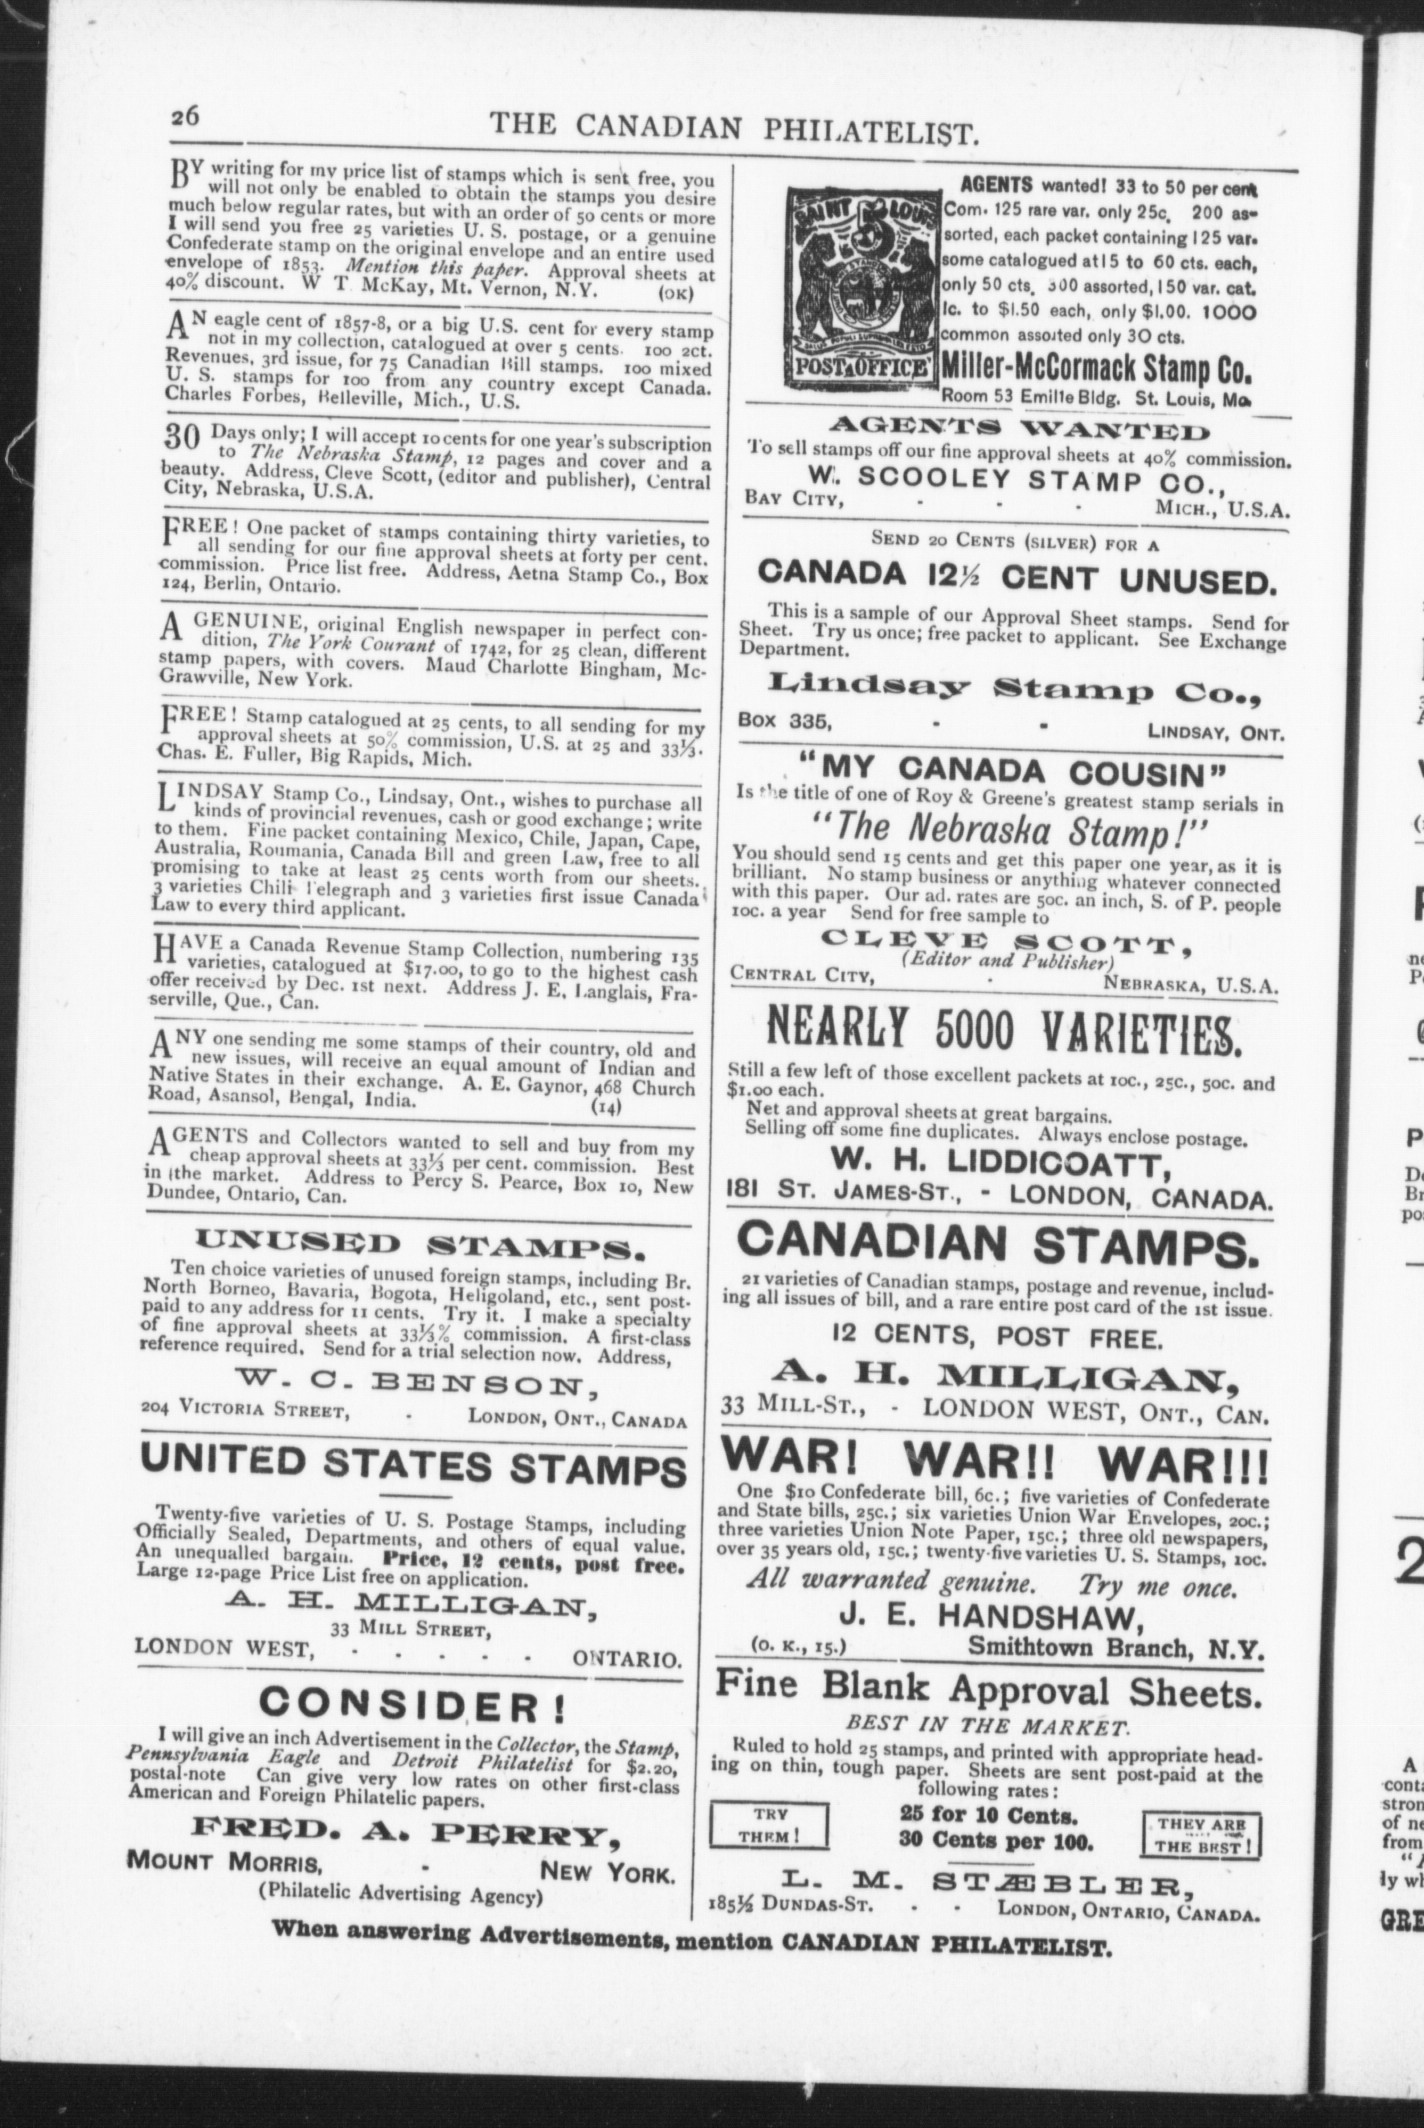 26
THE CANADIAN PHILATELIST.
BY writing for my price list of stamps which is sent free, you
will not only be enabled to obtain the stamps you desire
much below regular rates, but with an order of 50 cents or more
I will send you free 25 varieties U. S. postage, or a genuine
Confederate stamp on the original envelope and an entire used
envelope of 1853. Mention this paper. Approval sheets at
40% discount. W T McKay, Mt. Vernon, N.Y. (OK)
AN eagle cent of 1857-8, or a big U.S. cent for every stamp
not in my collection, catalogued at over 5 cents. 100 2ct.
Revenues, 3rd issue, for 75 Canadian Bill stamps. 100 mixed
U. S. stamps for 100 from any country except Canada.
Charles Forbes, Belleville, Mich., U.S.
30 Days only; I will accept 10 cents for one year's subscription
to The Nebraska Stamp, 12 pages and cover and a
beauty. Address, Cleve Scott, (editor and publisher), Central
City, Nebraska, U.S.A.
FREE! One packet of stamps containing thirty varieties, to
all sending for our fine approval sheets at forty per cent.
commission. Price list free. Address, Aetna Stamp Co., Box
124, Berlin, Ontario.
A GENUINE, original English newspaper in perfect con-
dition, The York Courant of 1742, for 25 clean, different
stamp papers, with covers. Maud Charlotte Bingham, Mc-
Grawville, New York.
FREE! Stamp catalogued at 25 cents, to all sending for my
approval sheets at 50% commission, U.S. at 25 and 33⅓.
Chas. E. Fuller, Big Rapids, Mich.
LINDSAY Stamp Co., Lindsay, Ont., wishes to purchase all
kinds of provincial revenues, cash or good exchange; write
to them. Fine packet containing Mexico, Chile, Japan, Cape,
Australia, Roumania, Canada Bill and green Law, free to all
promising to take at least 25 cents worth from our sheets.
3 varieties Chili Telegraph and 3 varieties first issue Canada
Law to every third applicant.
HAVE a Canada Revenue Stamp Collection, numbering 135
varieties, catalogued at $17.00, to go to the highest cash
offer received by Dec. 1st next. Address J. E. Langlais, Fra-
serville, Que., Can.
ANY one sending me some stamps of their country, old and
new issues, will receive an equal amount of Indian and
Native States in their exchange. A. E. Gaynor, 468 Church
Road, Asansol, Bengal, India. (14)
AGENTS and Collectors wanted to sell and buy from my
cheap approval sheets at 33⅓ per cent. commission. Best
in the market. Address to Percy S. Pearce, Box 10, New
Dundee, Ontario, Can.
UNUSED STAMPS.
Ten choice varieties of unused foreign stamps, including Br.
North Borneo, Bavaria, Bogota, Heligoland, etc., sent post-
paid to any address for 11 cents. Try it. I make a specialty
of fine approval sheets at 33⅓% commission. A first-class
reference required. Send for a trial selection now. Address,
W. C. BENSON,
204 VICTORIA STREET, - LONDON, ONT., CANADA
UNITED STATES STAMPS
Twenty-five varieties of U. S. Postage Stamps, including
Officially Sealed, Departments, and others of equal value.
An unequalled bargain. Price, 12 cents, post free.
Large 12-page Price List free on application.
A. H. MILLIGAN,
33 MILL STREET,
LONDON WEST, - - - - - ONTARIO.
CONSIDER!
I will give an inch Advertisement in the Collector, the Stamp,
Pennsylvania Eagle and Detroit Philatelist for $2.20,
postal-note Can give very low rates on other first-class
American and Foreign Philatelic papers.
FRED. A. PERRY,
MOUNT MORRIS, - NEW YORK.
(Philatelic Advertising Agency)
SAINT LOUIS
SALUS POPULI SUPREMA LEX ESTO
POST OFFICE
AGENTS wanted! 33 to 50 per cent
Com. 125 rare var. only 25c. 200 as-
sorted, each packet containing 125 var.
some catalogued at 15 to 60 cts. each,
only 50 cts. 300 assorted, 150 var. cat.
1c. to $1.50 each, only $1.00. 1000
common assorted only 30 cts.
Miller-McCormack Stamp Co.
Room 53 Emilie Bldg. St. Louis, Mo.
AGENTS WANTED
To sell stamps off our fine approval sheets at 40% commission.
W. SCOOLEY STAMP CO.,
BAY CITY, - - - MICH., U.S.A.
SEND 20 CENTS (SILVER) FOR A
CANADA 12½ CENT UNUSED.
This is a sample of our Approval Sheet stamps. Send for
Sheet. Try us once; free packet to applicant. See Exchange
Department.
Lindsay Stamp Co.,
BOX 335, - - LINDSAY, ONT.
"MY CANADA COUSIN"
Is the title of one of Roy & Greene's greatest stamp serials in
"The Nebraska Stamp!"
You should send 15 cents and get this paper one year, as it is
brilliant. No stamp business or anything whatever connected
with this paper. Our ad. rates are 50c. an inch, S. of P. people
10c. a year Send for free sample to
CLEVE SCOTT,
(Editor and Publisher)
CENTRAL CITY, - NEBRASKA, U.S.A.
NEARLY 5000 VARIETIES.
Still a few left of those excellent packets at 10c., 25c., 50c. and
$1.00 each.
Net and approval sheets at great bargains.
Selling off some fine duplicates. Always enclose postage.
W. H. LIDDICOATT,
181 ST. JAMES-ST., - LONDON, CANADA.
CANADIAN STAMPS.
21 varieties of Canadian stamps, postage and revenue, includ-
ing all issues of bill, and a rare entire post card of the 1st issue.
12 CENTS, POST FREE.
A. H. MILLIGAN,
33 MILL-ST., - LONDON WEST, ONT., CAN.
WAR! WAR!! WAR!!!
One $10 Confederate bill, 6c.; five varieties of Confederate
and State bills, 25c.; six varieties Union War Envelopes, 20c.;
three varieties Union Note Paper, 15c.; three old newspapers,
over 35 years old, 15c.; twenty-five varieties U. S. Stamps, 10c.
All warranted genuine. Try me once.
J. E. HANDSHAW,
(O. K., 15.) Smithtown Branch, N.Y.
Fine Blank Approval Sheets.
BEST IN THE MARKET.
Ruled to hold 25 stamps, and printed with appropriate head-
ing on thin, tough paper. Sheets are sent post-paid at the
following rates:
TRY
THEM!
25 for 10 Cents.
30 Cents per 100.
THEY ARE
THE BEST!
L. M. STÆBLER,
185½ DUNDAS-ST. - - LONDON, ONTARIO, CANADA.
When answering Advertisements, mention CANADIAN PHILATELIST.